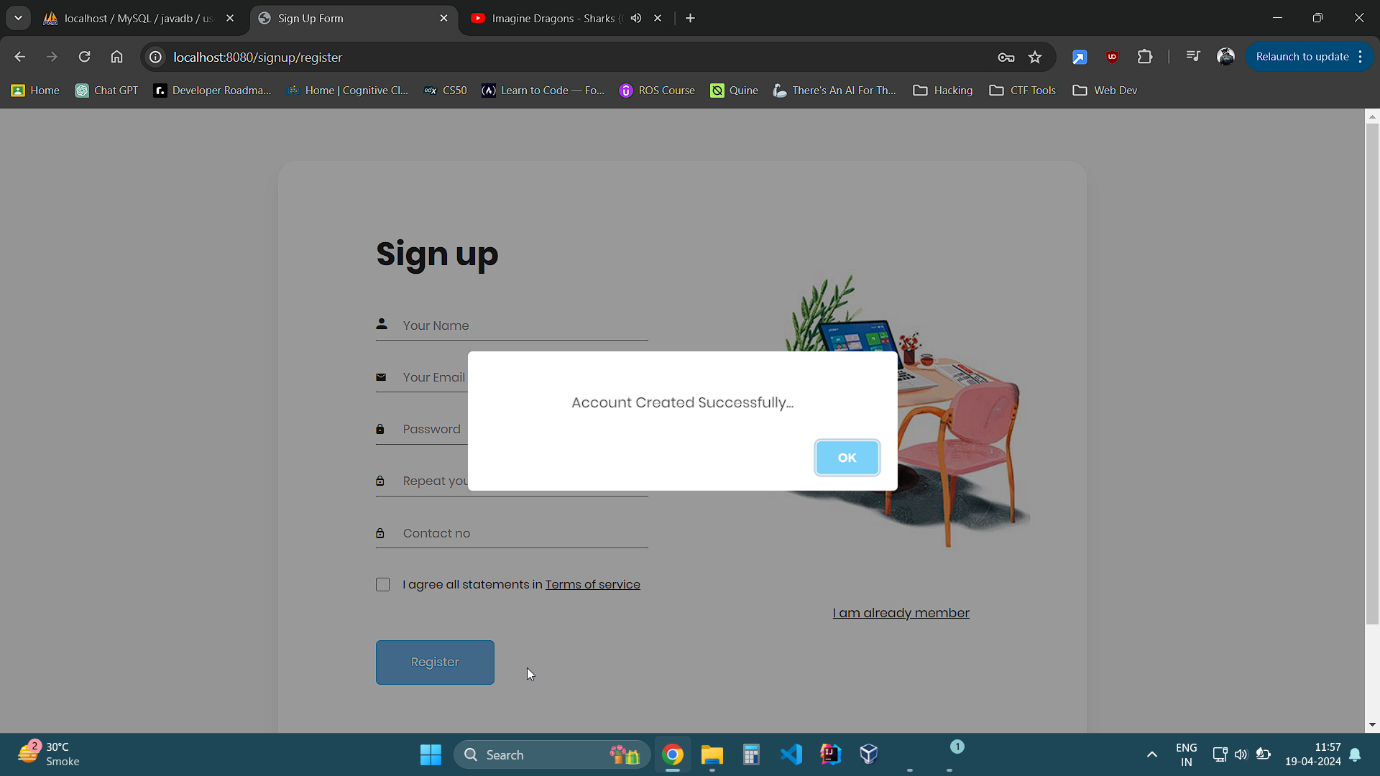 localhost / MySQL / javadb / us
Sign Up Form
Imagine Dragons - Sharks (
localhost:8080/signup/register
Relaunch to update
Home
Chat GPT
Developer Roadma...
Home | Cognitive Cl...
CS50
Learn to Code — Fo...
ROS Course
Quine
There's An AI For Th...
Hacking
CTF Tools
Web Dev
Sign up
Your Name
Your Email
Password
Repeat you
Contact no
I agree all statements in Terms of service
Register
Account Created Successfully...
OK
I am already member
2
30°C
Smoke
Search
1
ENG
IN
11:57
19-04-2024